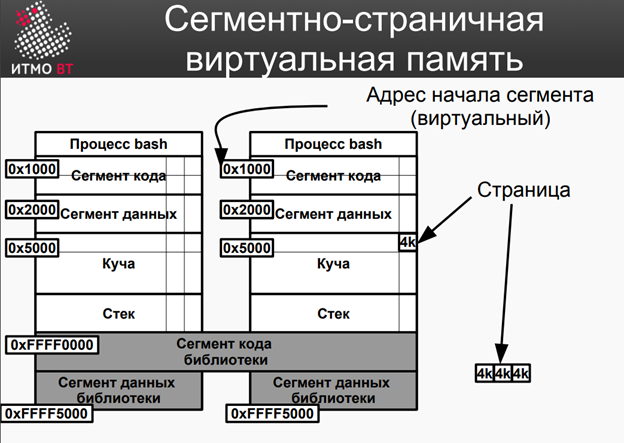 Сегментно-страничная
виртуальная память
ИТМО ВТ
Адрес начала сегмента
(виртуальный)
Процесс bash
0x1000
Сегмент кода
0x2000
Сегмент данных
0x5000
Куча
Стек
Процесс bash
0x1000
Сегмент кода
0x2000
Сегмент данных
0x5000
4k
Куча
Стек
Страница
0xFFFF0000
Сегмент кода
библиотеки
Сегмент данных
библиотеки
0xFFFF5000
Сегмент данных
библиотеки
0xFFFF5000
4k 4k 4k